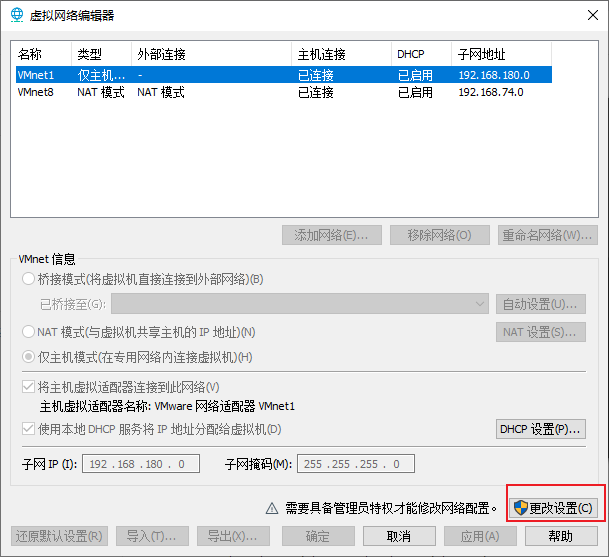 虚拟网络编辑器
名称 类型 外部连接 主机连接 DHCP 子网地址
VMnet1 仅主机... - 已连接 已启用 192.168.180.0
VMnet8 NAT 模式 NAT 模式 已连接 已启用 192.168.74.0
添加网络(E)... 移除网络(O) 重命名网络(W)...
VMnet 信息
桥接模式(将虚拟机直接连接到外部网络)(B)
已桥接至(G): 自动设置(U)...
NAT 模式(与虚拟机共享主机的 IP 地址)(N) NAT 设置(S)...
仅主机模式(在专用网络内连接虚拟机)(H)
将主机虚拟适配器连接到此网络(V)
主机虚拟适配器名称: VMware 网络适配器 VMnet1
使用本地 DHCP 服务将 IP 地址分配给虚拟机(D) DHCP 设置(P)...
子网 IP (I): 192 .168 .180 . 0 子网掩码(M): 255 .255 .255 . 0
需要具备管理员特权才能修改网络配置。 更改设置(C)
还原默认设置(R) 导入(T)... 导出(X)... 确定 取消 应用(A) 帮助